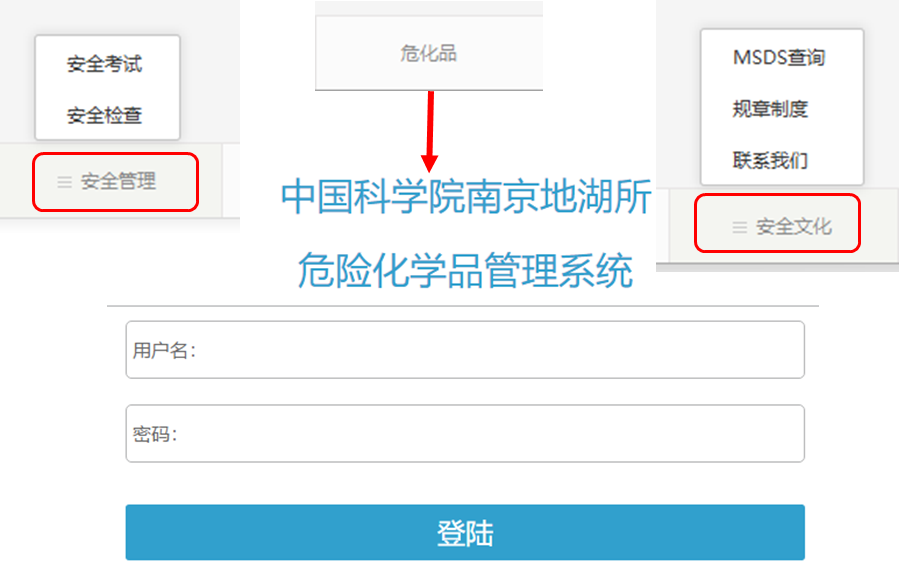 安全考试
安全检查
安全管理
危化品
MSDS查询
规章制度
联系我们
安全文化
中国科学院南京地湖所
危险化学品管理系统
用户名：
密码：
登陆